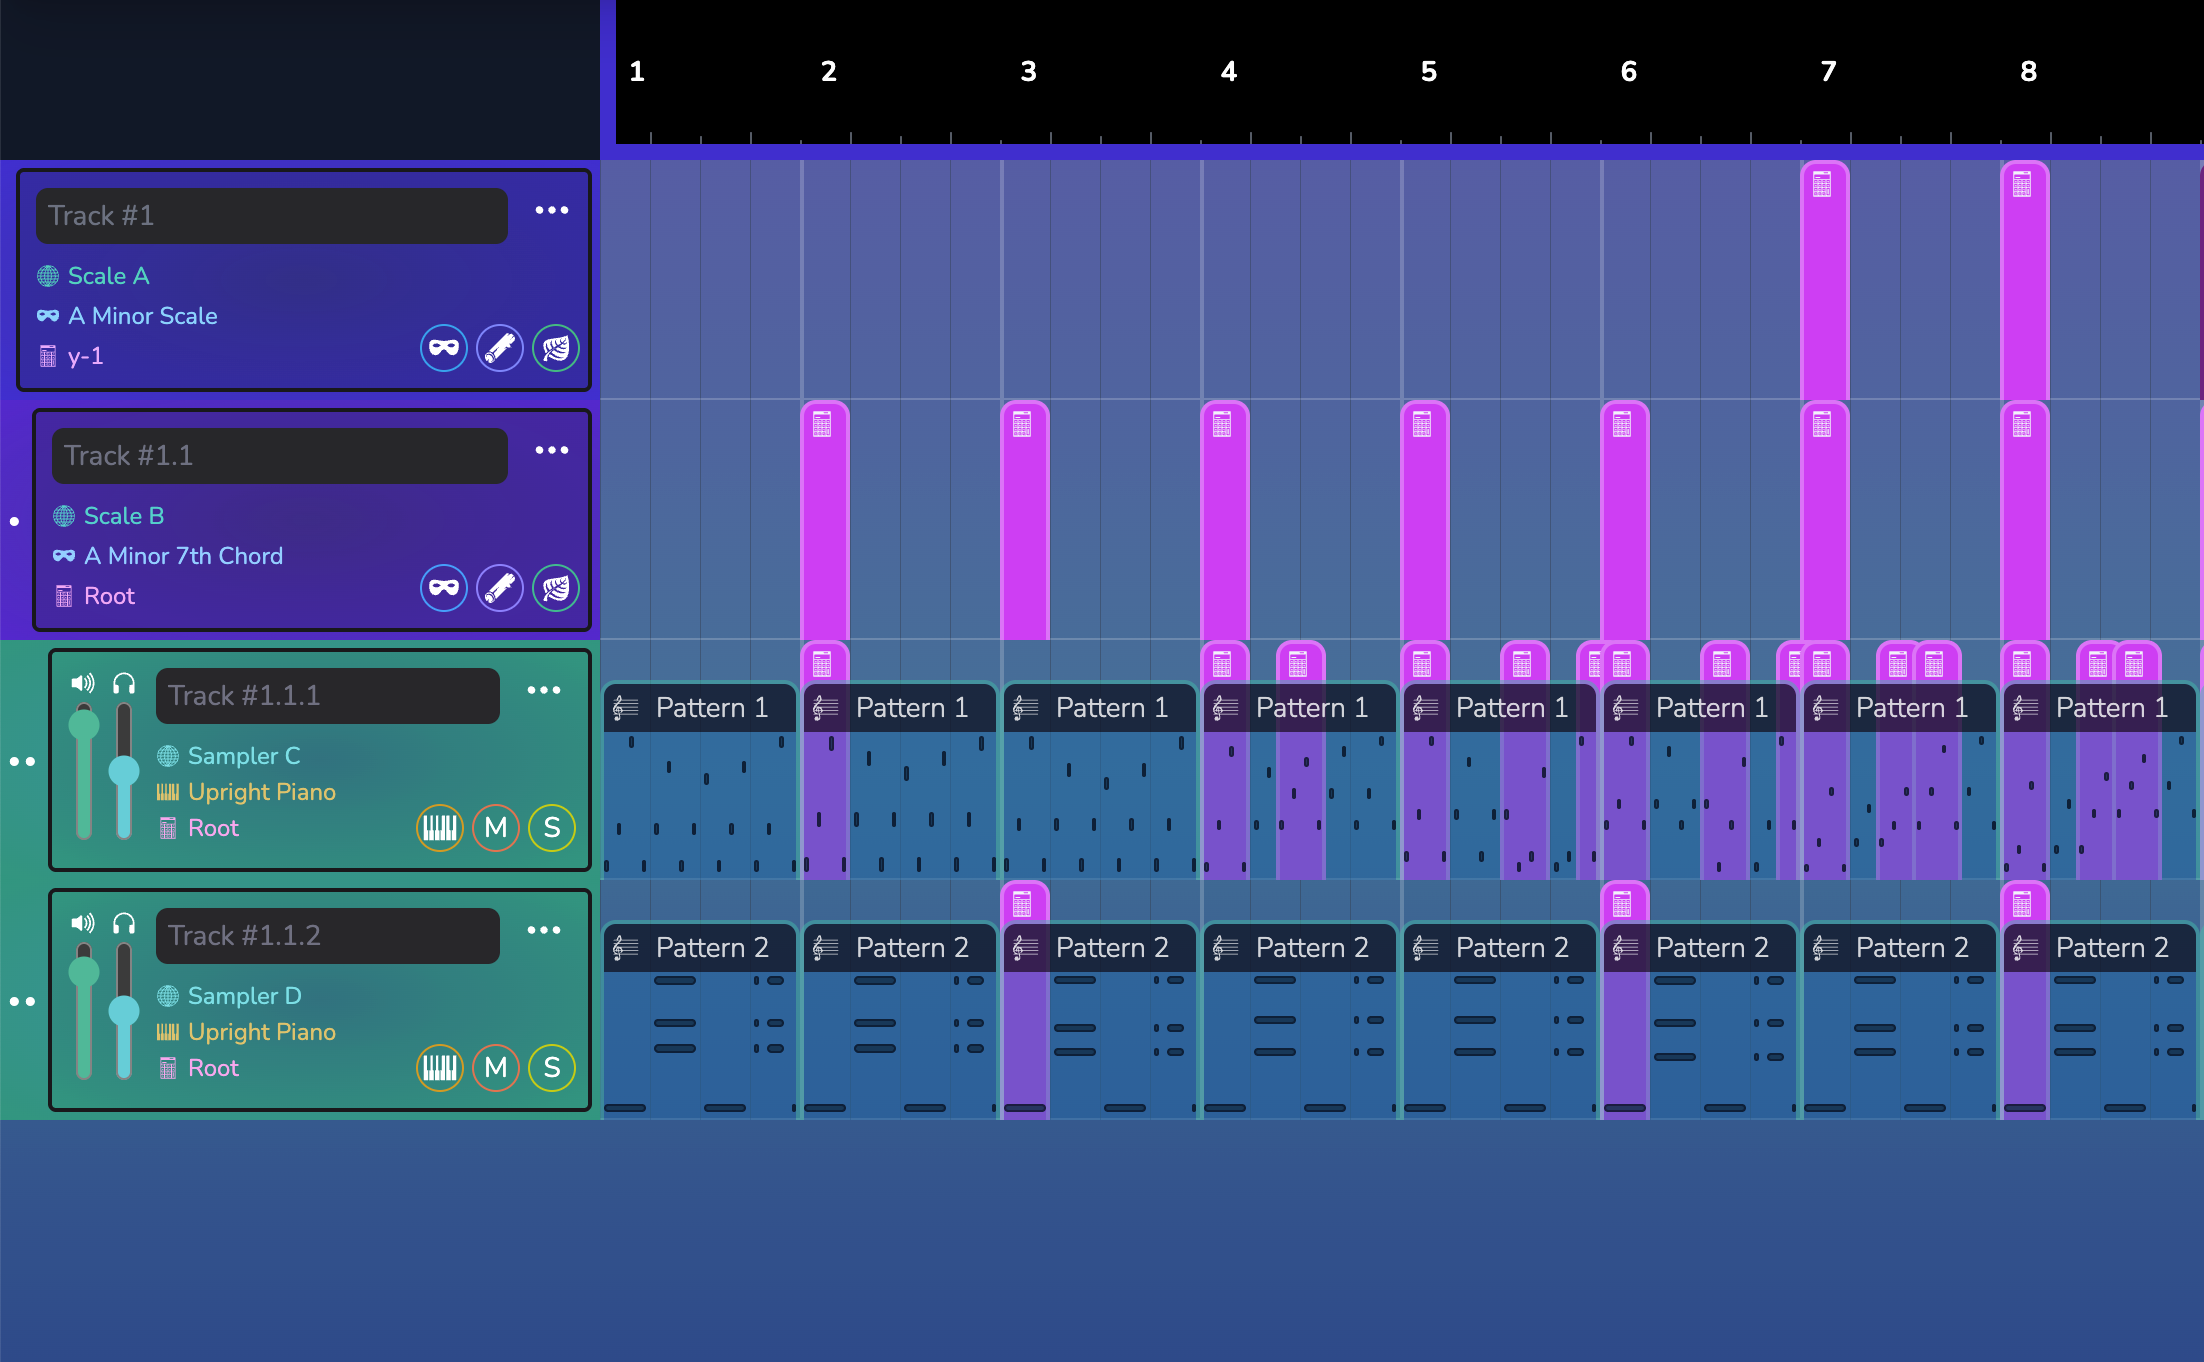 1 2 3 4 5 6 7 8
Track #1
Scale A
A Minor Scale
y-1
Track #1.1
Scale B
A Minor 7th Chord
Root
Track #1.1.1
Sampler C
Upright Piano
Root
M S
Pattern 1 Pattern 1 Pattern 1 Pattern 1 Pattern 1 Pattern 1 Pattern 1 Pattern 1
Track #1.1.2
Sampler D
Upright Piano
Root
M S
Pattern 2 Pattern 2 Pattern 2 Pattern 2 Pattern 2 Pattern 2 Pattern 2 Pattern 2